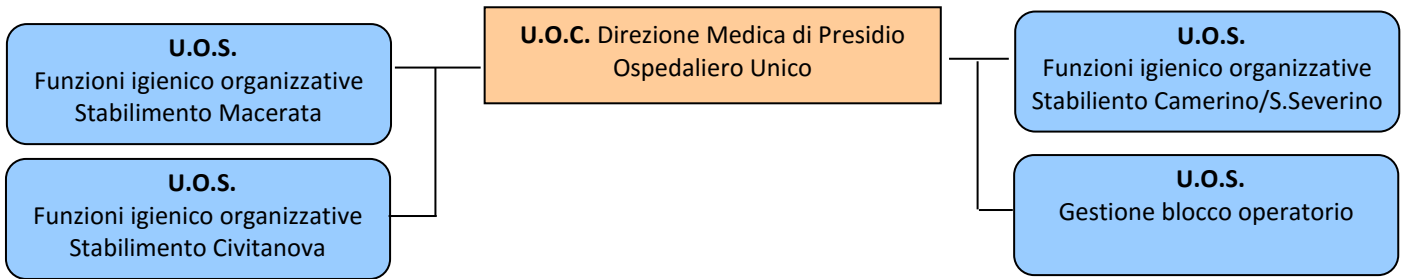 U.O.C. Direzione Medica di Presidio
Ospedaliero Unico
U.O.S.
Funzioni igienico organizzative
Stabilimento Macerata
U.O.S.
Funzioni igienico organizzative
Stabilimento Civitanova
U.O.S.
Funzioni igienico organizzative
Stabiliento Camerino/S.Severino
U.O.S.
Gestione blocco operatorio